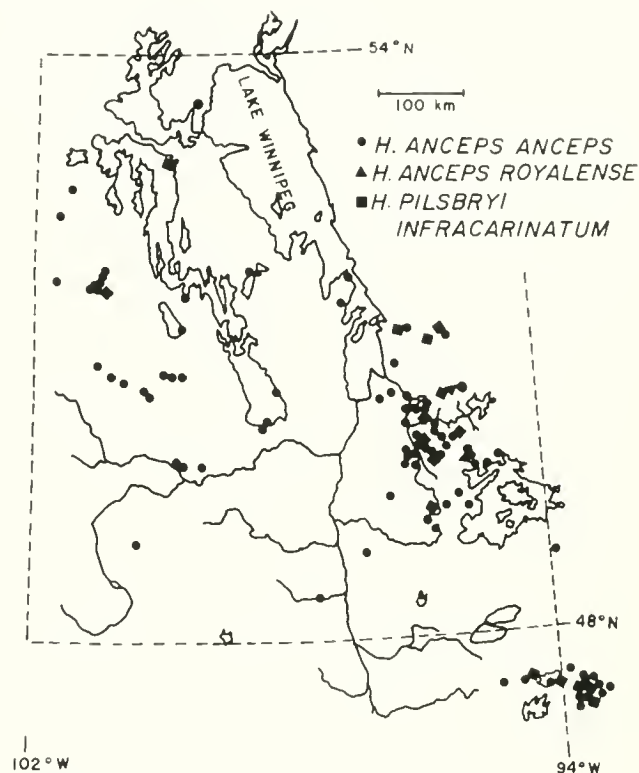 54°N
100 km
LAKE WINNIPEG
H. ANCEPS ANCEPS
H. ANCEPS ROYALENSE
H. PILSBRYI
INFRACARINATUM
48°N
102°W
94°W